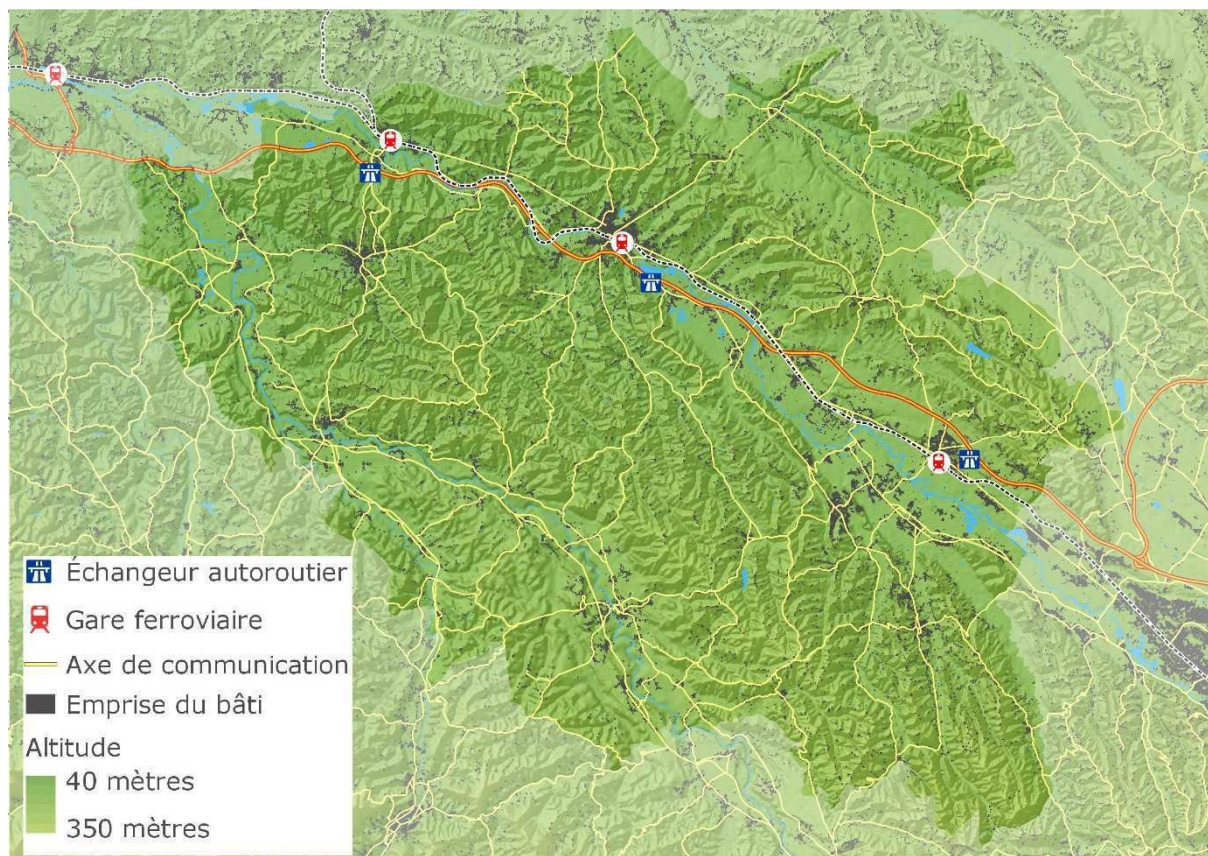 Échangeur autoroutier
Gare ferroviaire
Axe de communication
Emprise du bâti
Altitude
40 mètres
350 mètres